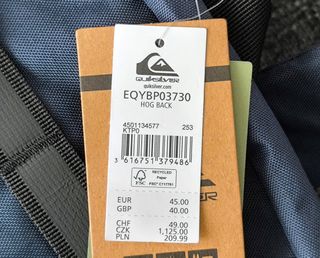 QUIKSILVER
quiksilver.com
EQYBP03730
HOG BACK
4501134577 253
KTP0
3 616751 379486
FSC
RECYCLED
Paper
EUR 45.00
GBP 40.00
CHF 49.00
CZK 1,125.00
PLN 209.99